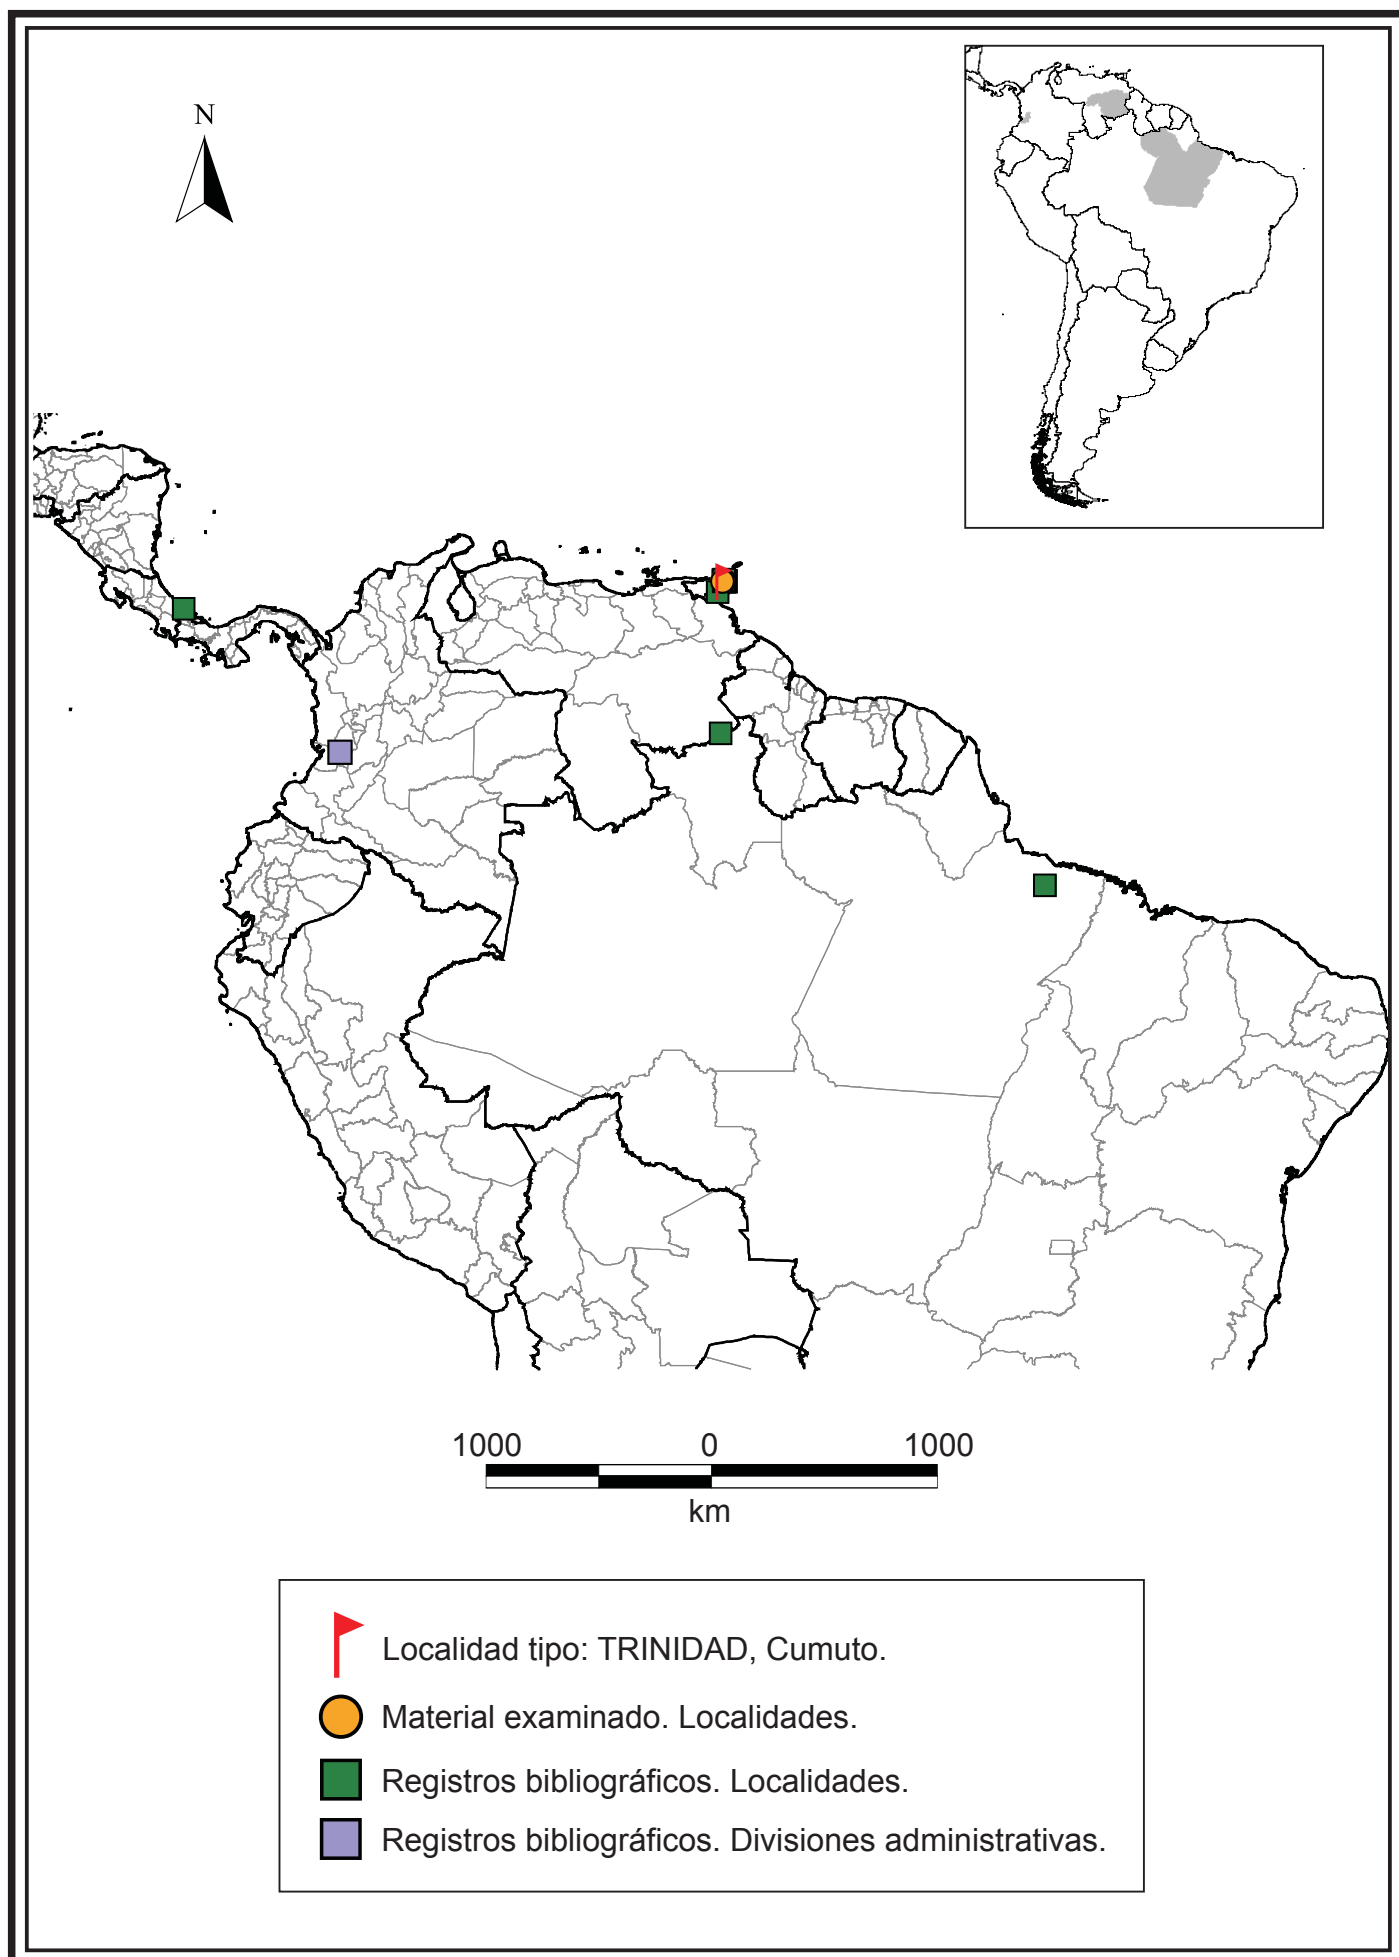 N
1000 0 1000
km
Localidad tipo: TRINIDAD, Cumuto.
Material examinado. Localidades.
Registros bibliográficos. Localidades.
Registros bibliográficos. Divisiones administrativas.